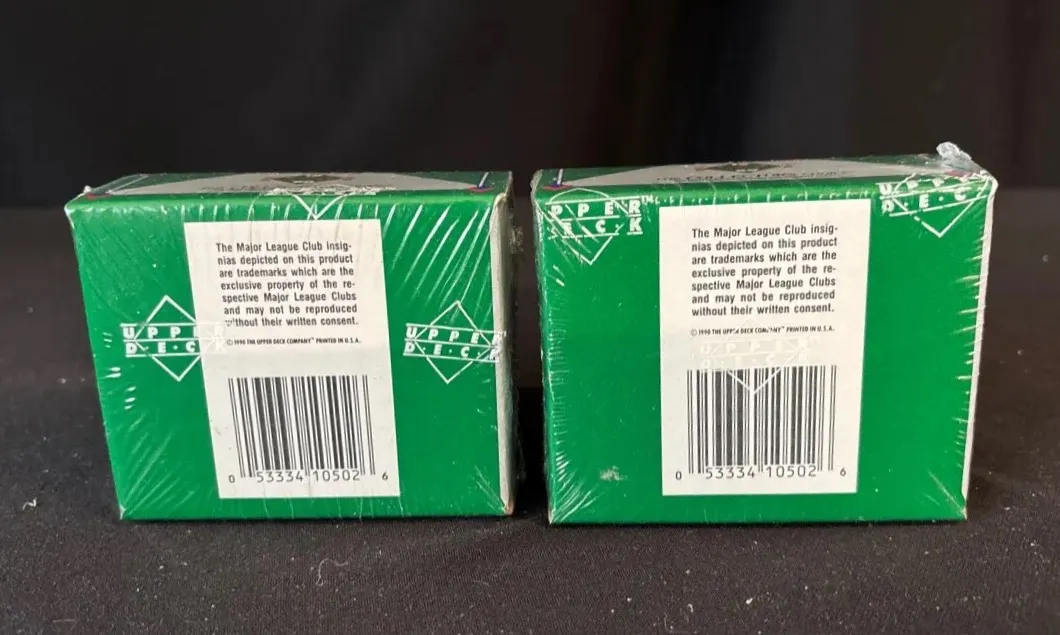 UPPER
DECK
The Major League Club insig-
nias depicted on this product
are trademarks which are the
exclusive property of the re-
spective Major League Clubs
and may not be reproduced
without their written consent.
© 1990 THE UPPER DECK COMPANY™ PRINTED IN U.S.A.
UPPER
D·E·C·K
UPPER
D·E·C·K
0 53334 10502 6
UPPER™
DECK
UPPER
D·E·C
The Major League Club insig-
nias depicted on this product
are trademarks which are the
exclusive property of the re-
spective Major League Clubs
and may not be reproduced
without their written consent.
© 1990 THE UPPER DECK COMPANY™ PRINTED IN U.S.A.
UPPER
DECK
0 53334 10502 6